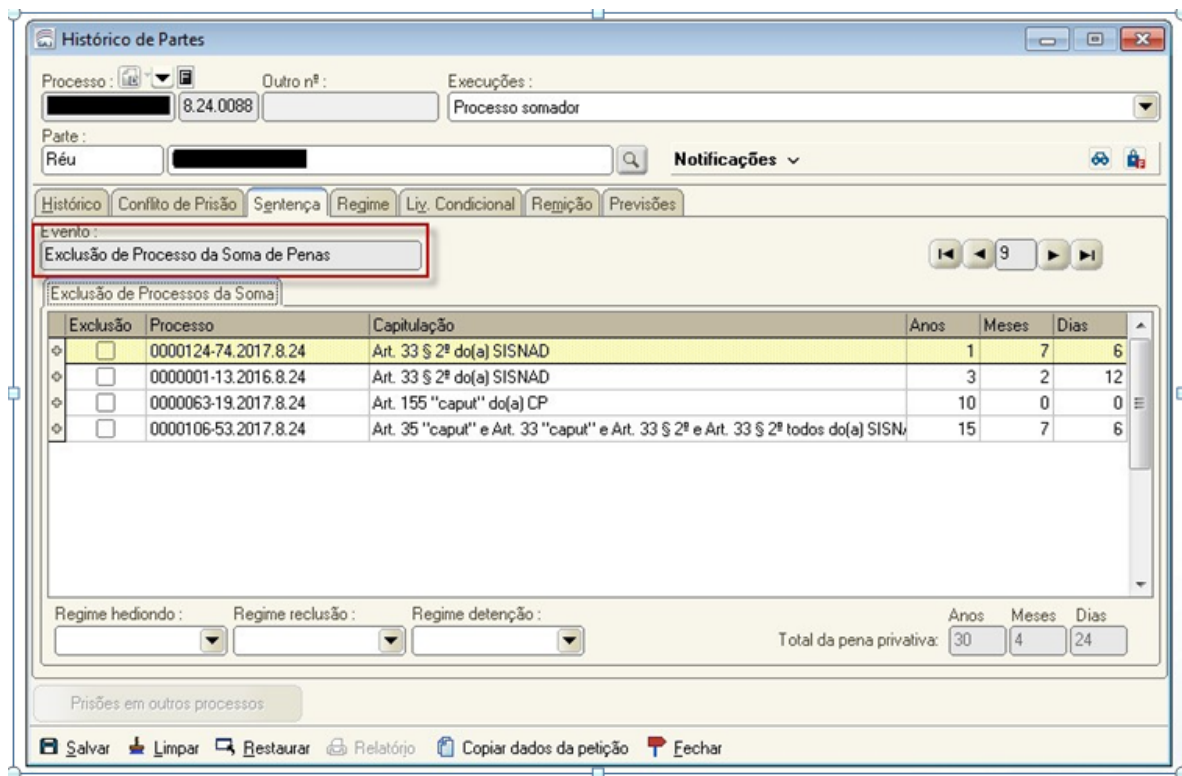 Histórico de Partes
Processo : Outro nº : Execuções :
8.24.0088 Processo somador
Parte :
Réu Notificações
Histórico Conflito de Prisão Sentença Regime Liv. Condicional Remição Previsões
Evento :
Exclusão de Processo da Soma de Penas 9
Exclusão de Processos da Soma
Exclusão Processo Capitulação Anos Meses Dias
0000124-74.2017.8.24 Art. 33 § 2º do(a) SISNAD 1 7 6
0000001-13.2016.8.24 Art. 33 § 2º do(a) SISNAD 3 2 12
0000063-19.2017.8.24 Art. 155 "caput" do(a) CP 10 0 0
0000106-53.2017.8.24 Art. 35 "caput" e Art. 33 "caput" e Art. 33 § 2º e Art. 33 § 2º todos do(a) SISN 15 7 6
Regime hediondo : Regime reclusão : Regime detenção : Anos Meses Dias
Total da pena privativa: 30 4 24
Prisões em outros processos
Salvar Limpar Restaurar Relatório Copiar dados da petição Fechar